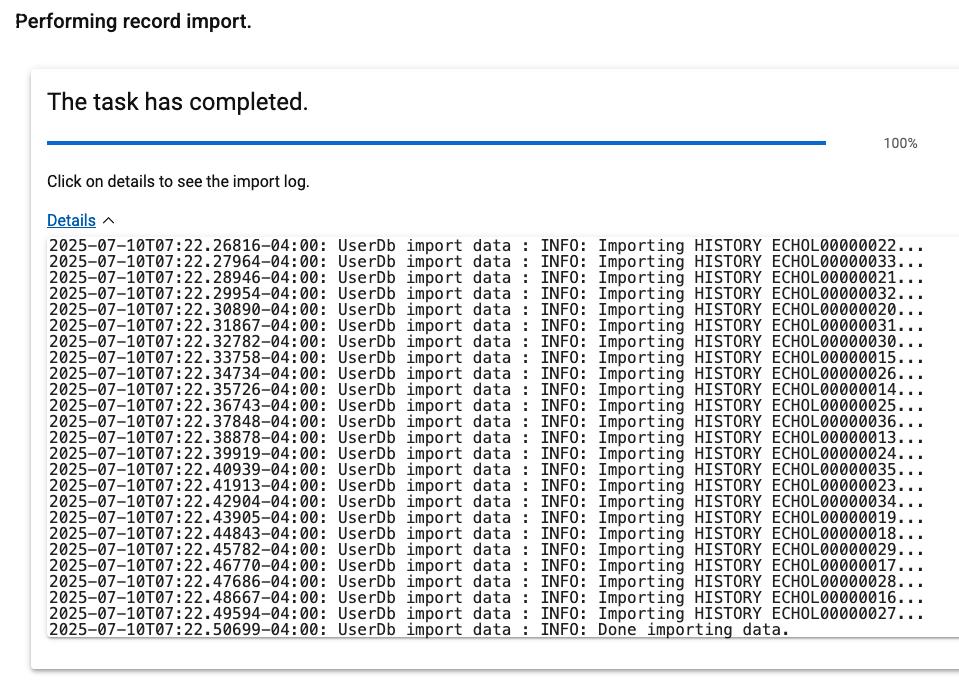 Performing record import.
The task has completed.
100%
Click on details to see the import log.
Details
2025-07-10T07:22.26816-04:00: UserDb import data : INFO: Importing HISTORY ECHOL00000022...
2025-07-10T07:22.27964-04:00: UserDb import data : INFO: Importing HISTORY ECHOL00000033...
2025-07-10T07:22.28946-04:00: UserDb import data : INFO: Importing HISTORY ECHOL00000021...
2025-07-10T07:22.29954-04:00: UserDb import data : INFO: Importing HISTORY ECHOL00000032...
2025-07-10T07:22.30890-04:00: UserDb import data : INFO: Importing HISTORY ECHOL00000020...
2025-07-10T07:22.31867-04:00: UserDb import data : INFO: Importing HISTORY ECHOL00000031...
2025-07-10T07:22.32782-04:00: UserDb import data : INFO: Importing HISTORY ECHOL00000030...
2025-07-10T07:22.33758-04:00: UserDb import data : INFO: Importing HISTORY ECHOL00000015...
2025-07-10T07:22.34734-04:00: UserDb import data : INFO: Importing HISTORY ECHOL00000026...
2025-07-10T07:22.35726-04:00: UserDb import data : INFO: Importing HISTORY ECHOL00000014...
2025-07-10T07:22.36743-04:00: UserDb import data : INFO: Importing HISTORY ECHOL00000025...
2025-07-10T07:22.37848-04:00: UserDb import data : INFO: Importing HISTORY ECHOL00000036...
2025-07-10T07:22.38878-04:00: UserDb import data : INFO: Importing HISTORY ECHOL00000013...
2025-07-10T07:22.39919-04:00: UserDb import data : INFO: Importing HISTORY ECHOL00000024...
2025-07-10T07:22.40939-04:00: UserDb import data : INFO: Importing HISTORY ECHOL00000035...
2025-07-10T07:22.41913-04:00: UserDb import data : INFO: Importing HISTORY ECHOL00000023...
2025-07-10T07:22.42904-04:00: UserDb import data : INFO: Importing HISTORY ECHOL00000034...
2025-07-10T07:22.43905-04:00: UserDb import data : INFO: Importing HISTORY ECHOL00000019...
2025-07-10T07:22.44843-04:00: UserDb import data : INFO: Importing HISTORY ECHOL00000018...
2025-07-10T07:22.45782-04:00: UserDb import data : INFO: Importing HISTORY ECHOL00000029...
2025-07-10T07:22.46770-04:00: UserDb import data : INFO: Importing HISTORY ECHOL00000017...
2025-07-10T07:22.47686-04:00: UserDb import data : INFO: Importing HISTORY ECHOL00000028...
2025-07-10T07:22.48667-04:00: UserDb import data : INFO: Importing HISTORY ECHOL00000016...
2025-07-10T07:22.49594-04:00: UserDb import data : INFO: Importing HISTORY ECHOL00000027...
2025-07-10T07:22.50699-04:00: UserDb import data : INFO: Done importing data.